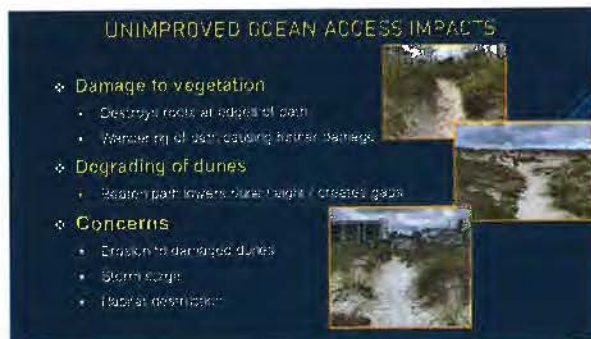 UNIMPROVED OCEAN ACCESS IMPACTS
Damage to vegetation
Destroys roots at edges of path
Wandering of path causing further damage
Degrading of dunes
Beaten path lowers dune height / creates gaps
Concerns
Erosion to damaged dunes
Storm surge
Habitat destruction